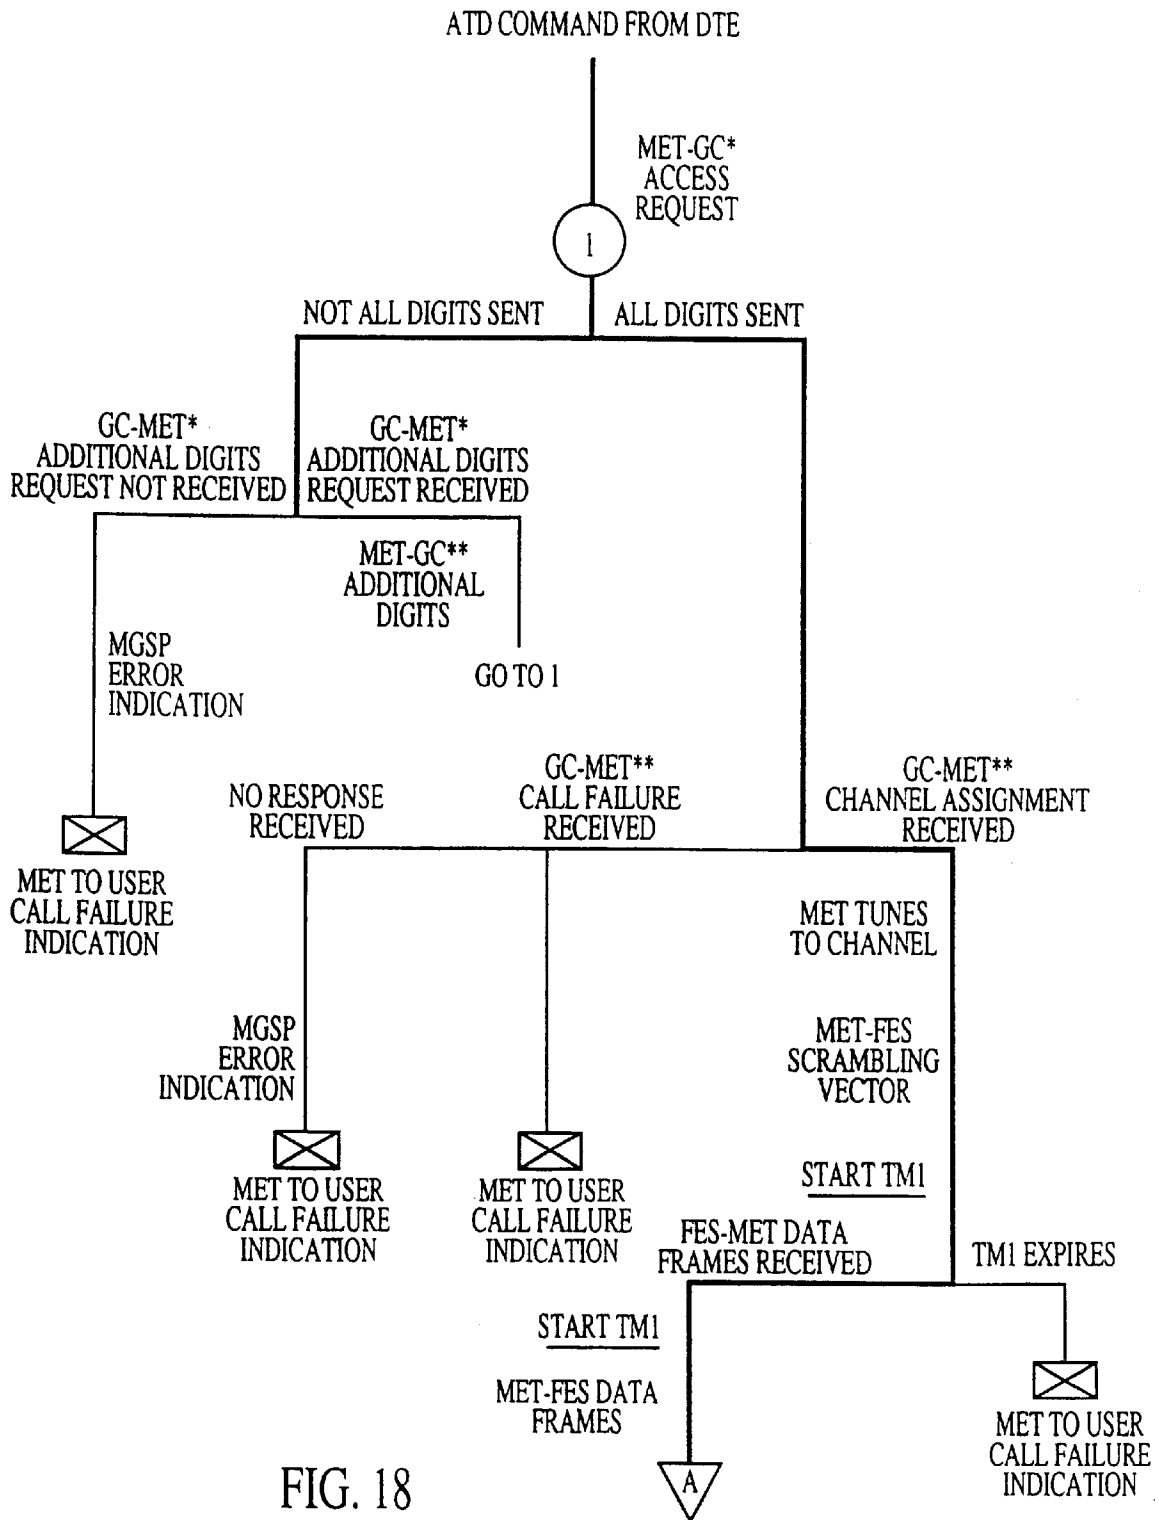 ATD COMMAND FROM DTE
MET-GC*
ACCESS
REQUEST
1
NOT ALL DIGITS SENT
ALL DIGITS SENT
GC-MET*
ADDITIONAL DIGITS
REQUEST NOT RECEIVED
GC-MET*
ADDITIONAL DIGITS
REQUEST RECEIVED
MET-GC**
ADDITIONAL
DIGITS
MGSP
ERROR
INDICATION
GO TO 1
MET TO USER
CALL FAILURE
INDICATION
NO RESPONSE
RECEIVED
GC-MET**
CALL FAILURE
RECEIVED
GC-MET**
CHANNEL ASSIGNMENT
RECEIVED
MET TUNES
TO CHANNEL
MGSP
ERROR
INDICATION
MET-FES
SCRAMBLING
VECTOR
MET TO USER
CALL FAILURE
INDICATION
MET TO USER
CALL FAILURE
INDICATION
START TM1
FES-MET DATA
FRAMES RECEIVED
TM1 EXPIRES
START TM1
MET-FES DATA
FRAMES
A
MET TO USER
CALL FAILURE
INDICATION
FIG. 18